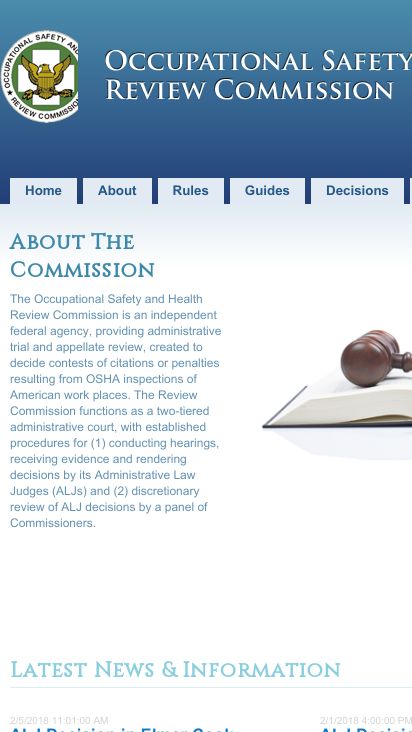 OCCUPATIONAL SAFETY AND
REVIEW COMMISSION
OCCUPATIONAL SAFETY
REVIEW COMMISSION
Home
About
Rules
Guides
Decisions
ABOUT THE
COMMISSION
The Occupational Safety and Health
Review Commission is an independent
federal agency, providing administrative
trial and appellate review, created to
decide contests of citations or penalties
resulting from OSHA inspections of
American work places. The Review
Commission functions as a two-tiered
administrative court, with established
procedures for (1) conducting hearings,
receiving evidence and rendering
decisions by its Administrative Law
Judges (ALJs) and (2) discretionary
review of ALJ decisions by a panel of
Commissioners.
LATEST NEWS & INFORMATION
2/5/2018 11:01:00 AM
2/1/2018 4:00:00 PM
ALJ Decision in Elmer Cook
ALJ Decisio